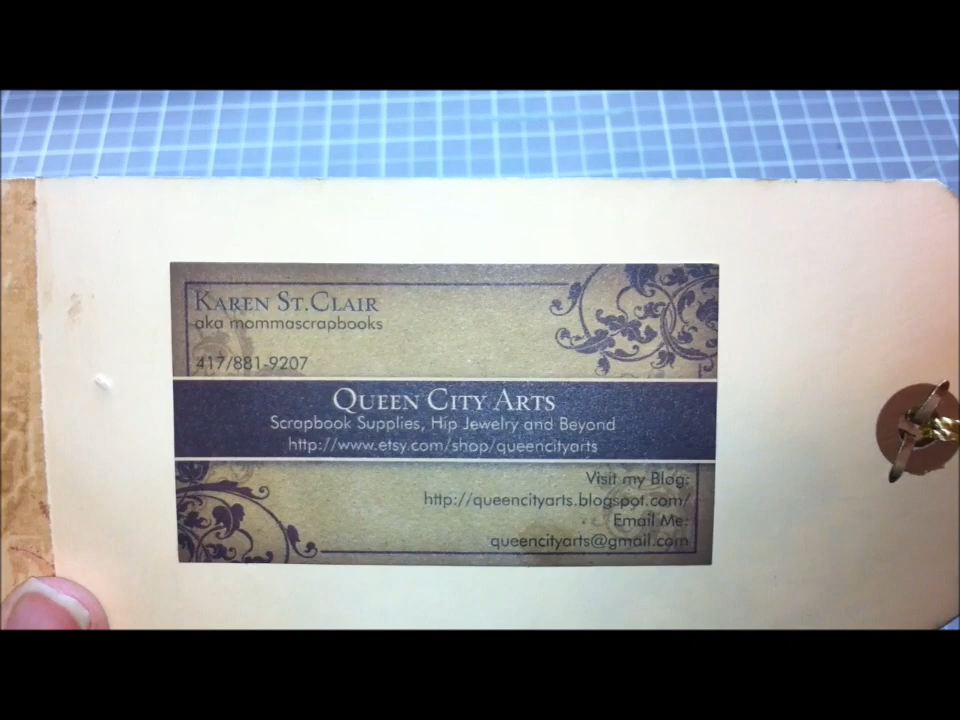 Karen St.Clair
aka mommascrapbooks
417/881-9207
Queen City Arts
Scrapbook Supplies, Hip Jewelry and Beyond
http://www.etsy.com/shop/queencityarts
Visit my Blog:
http://queencityarts.blogspot.com/
Email Me:
queencityarts@gmail.com